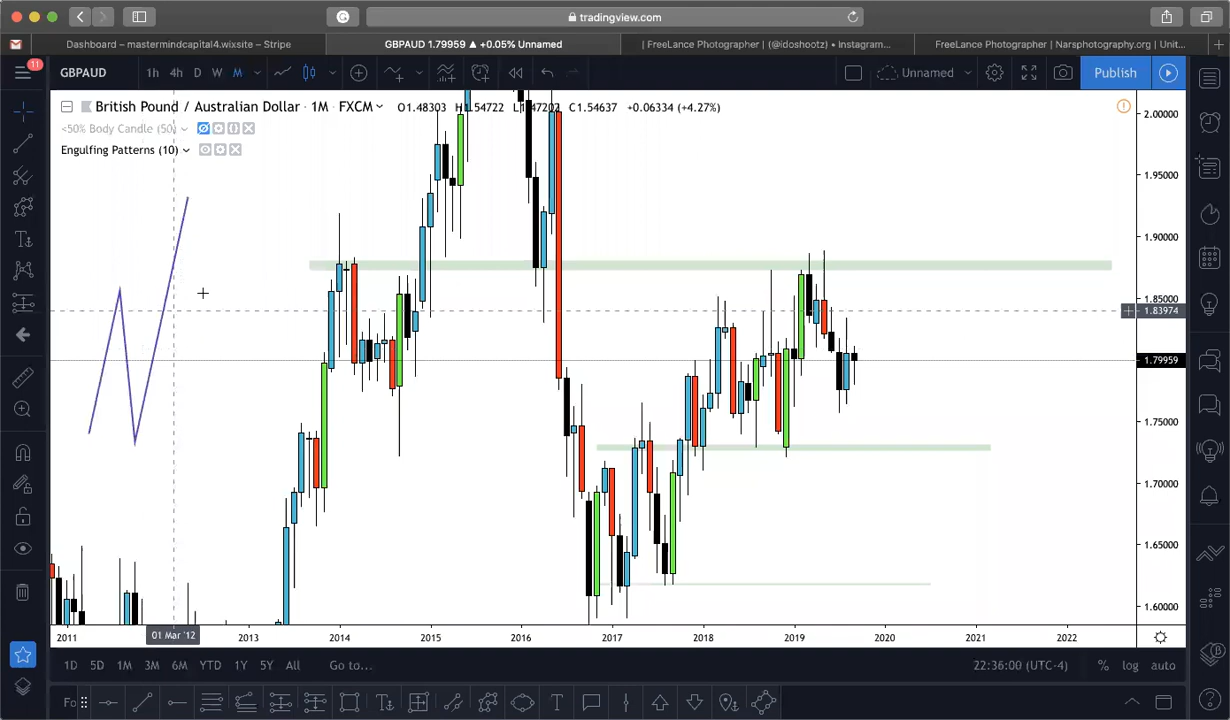 tradingview.com
Dashboard – mastermindcapital4.wixsite – Stripe
GBPAUD 1.79959 ▲ +0.05% Unnamed
| FreeLance Photographer | (@idoshootz) • Instagram...
FreeLance Photographer | Narsphotography.org | Unit...
11
GBPAUD
1h 4h D W M
Unnamed
Publish
British Pound / Australian Dollar · 1M · FXCM
O1.48303 H1.54722 L1.47202 C1.54637 +0.06334 (+4.27%)
<50% Body Candle (50)
Engulfing Patterns (10)
2.00000
1.95000
1.90000
1.85000
1.83974
1.79959
1.75000
1.70000
1.65000
1.60000
2011
01 Mar '12
2013 2014 2015 2016 2017 2018 2019 2020 2021 2022
1D 5D 1M 3M 6M YTD 1Y 5Y All Go to...
22:36:00 (UTC-4) % log auto
Fo